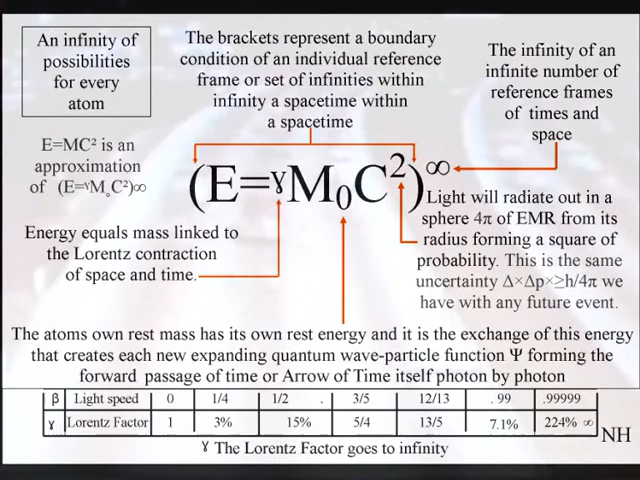 An infinity of
possibilities
for every
atom
The brackets represent a boundary
condition of an individual reference
frame or set of infinities within
infinity a spacetime within
a spacetime
The infinity of an
infinite number of
reference frames
of times and
space
E=MC² is an
approximation
of (E=ˠM˳C²)∞
(E=ɣM₀C²)∞
Energy equals mass linked to
the Lorentz contraction
of space and time.
Light will radiate out in a
sphere 4π of EMR from its
radius forming a square of
probability. This is the same
uncertainty Δ×Δp×≥h/4π we
have with any future event.
The atoms own rest mass has its own rest energy and it is the exchange of this energy
that creates each new expanding quantum wave-particle function Ψ forming the
forward passage of time or Arrow of Time itself photon by photon
β Light speed 0 1/4 1/2 . 3/5 12/13 . 99 .99999
ɣ Lorentz Factor 1 3% 15% 5/4 13/5 7.1% 224% ∞
NH
ɣ The Lorentz Factor goes to infinity